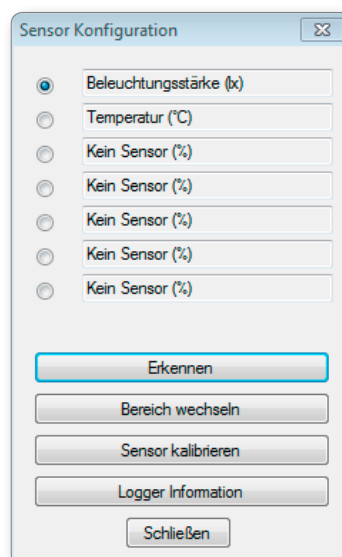 Sensor Konfiguration
Beleuchtungsstärke (lx)
Temperatur (°C)
Kein Sensor (%)
Kein Sensor (%)
Kein Sensor (%)
Kein Sensor (%)
Kein Sensor (%)
Erkennen
Bereich wechseln
Sensor kalibrieren
Logger Information
Schließen